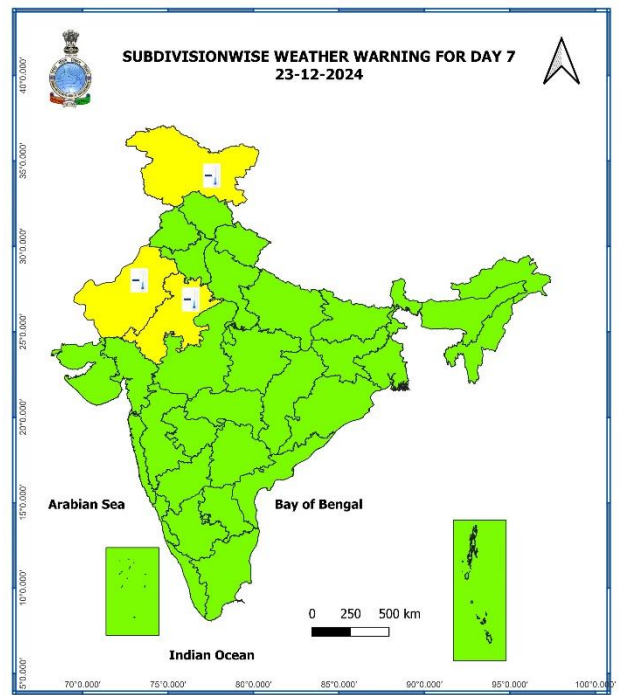 SUBDIVISIONWISE WEATHER WARNING FOR DAY 7
23-12-2024
40°0.000'
35°0.000'
30°0.000'
25°0.000'
20°0.000'
15°0.000'
10°0.000'
5°0.000'
Arabian Sea
Bay of Bengal
0 250 500 km
Indian Ocean
70°0.000' 75°0.000' 80°0.000' 85°0.000' 90°0.000' 95°0.000' 100°0.000'